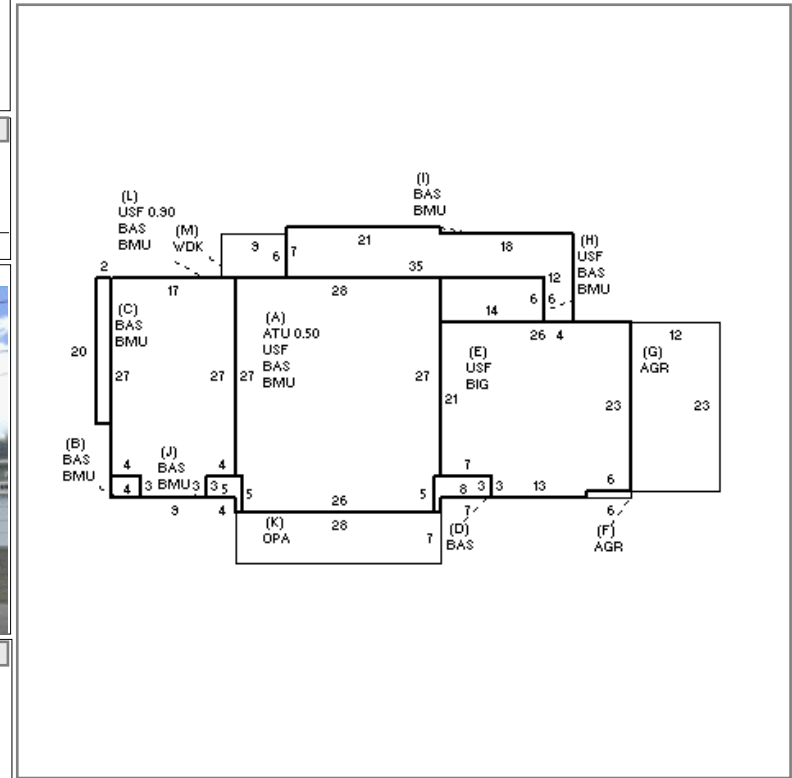 (I)
BAS
BMU
(L)
USF 0.90
BAS
BMU
(M)
WDK
9
6
7
21
18
(H)
USF
BAS
BMU
2
17
28
35
12
6
6
14
26
4
12
(C)
BAS
BMU
(A)
ATU 0.50
USF
BAS
BMU
(E)
USF
BIG
(G)
AGR
20
27
27
27
27
21
23
23
(B)
BAS
BMU
4
4
3
(J)
BAS
BMU
3
4
3
5
5
9
4
26
5
7
8
3
3
13
6
(K)
OPA
28
7
7
(D)
BAS
6
(F)
AGR